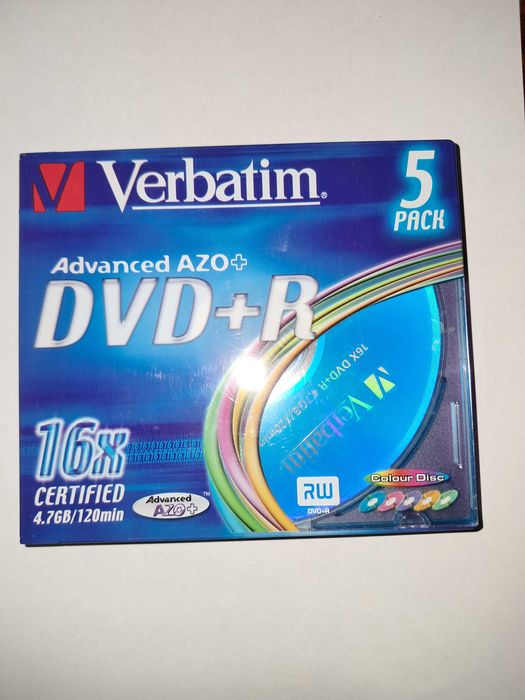 Verbatim®
5
PACK
Advanced AZO+
DVD+R
16X DVD+R 4.7GB/120min
Verbatim
16x
CERTIFIED
4.7GB/120min
Advanced
AZO+
™
RW
DVD+R
Colour Disc